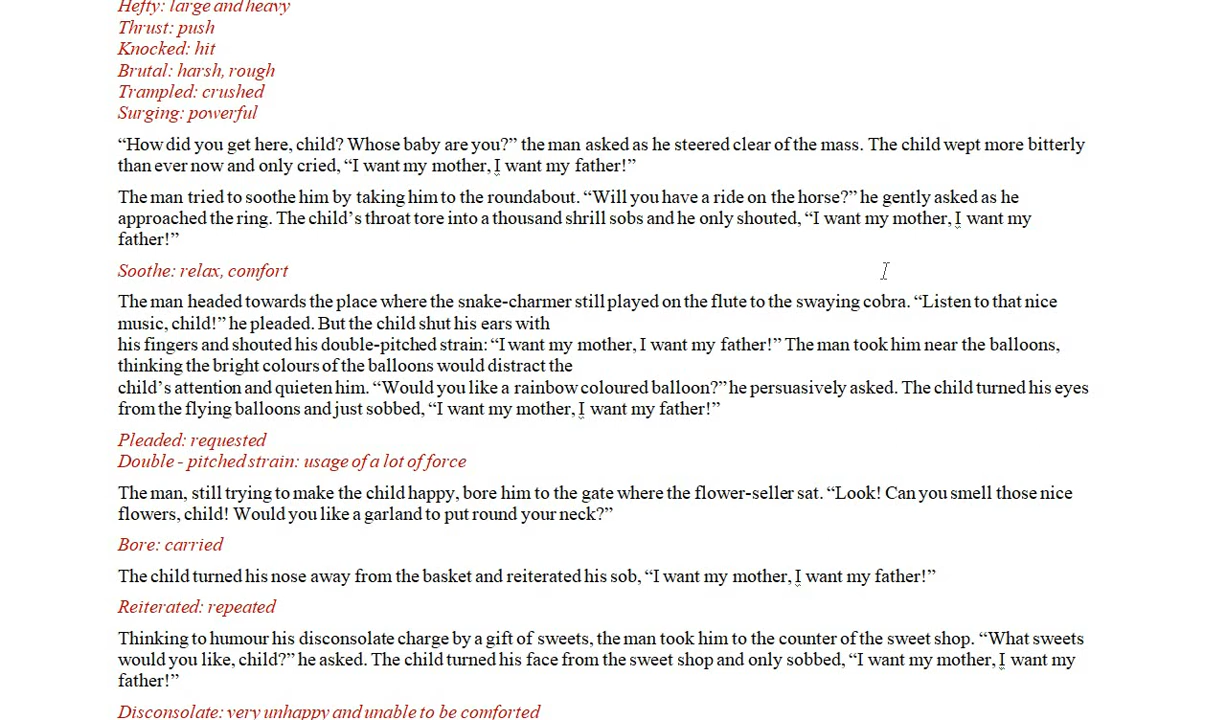 Hefty: large and heavy
Thrust: push
Knocked: hit
Brutal: harsh, rough
Trampled: crushed
Surging: powerful
“How did you get here, child? Whose baby are you?” the man asked as he steered clear of the mass. The child wept more bitterly
than ever now and only cried, “I want my mother, I want my father!”
The man tried to soothe him by taking him to the roundabout. “Will you have a ride on the horse?” he gently asked as he
approached the ring. The child’s throat tore into a thousand shrill sobs and he only shouted, “I want my mother, I want my
father!”
Soothe: relax, comfort
The man headed towards the place where the snake-charmer still played on the flute to the swaying cobra. “Listen to that nice
music, child!” he pleaded. But the child shut his ears with
his fingers and shouted his double-pitched strain: “I want my mother, I want my father!” The man took him near the balloons,
thinking the bright colours of the balloons would distract the
child’s attention and quieten him. “Would you like a rainbow coloured balloon?” he persuasively asked. The child turned his eyes
from the flying balloons and just sobbed, “I want my mother, I want my father!”
Pleaded: requested
Double - pitched strain: usage of a lot of force
The man, still trying to make the child happy, bore him to the gate where the flower-seller sat. “Look! Can you smell those nice
flowers, child! Would you like a garland to put round your neck?”
Bore: carried
The child turned his nose away from the basket and reiterated his sob, “I want my mother, I want my father!”
Reiterated: repeated
Thinking to humour his disconsolate charge by a gift of sweets, the man took him to the counter of the sweet shop. “What sweets
would you like, child?” he asked. The child turned his face from the sweet shop and only sobbed, “I want my mother, I want my
father!”
Disconsolate: very unhappy and unable to be comforted